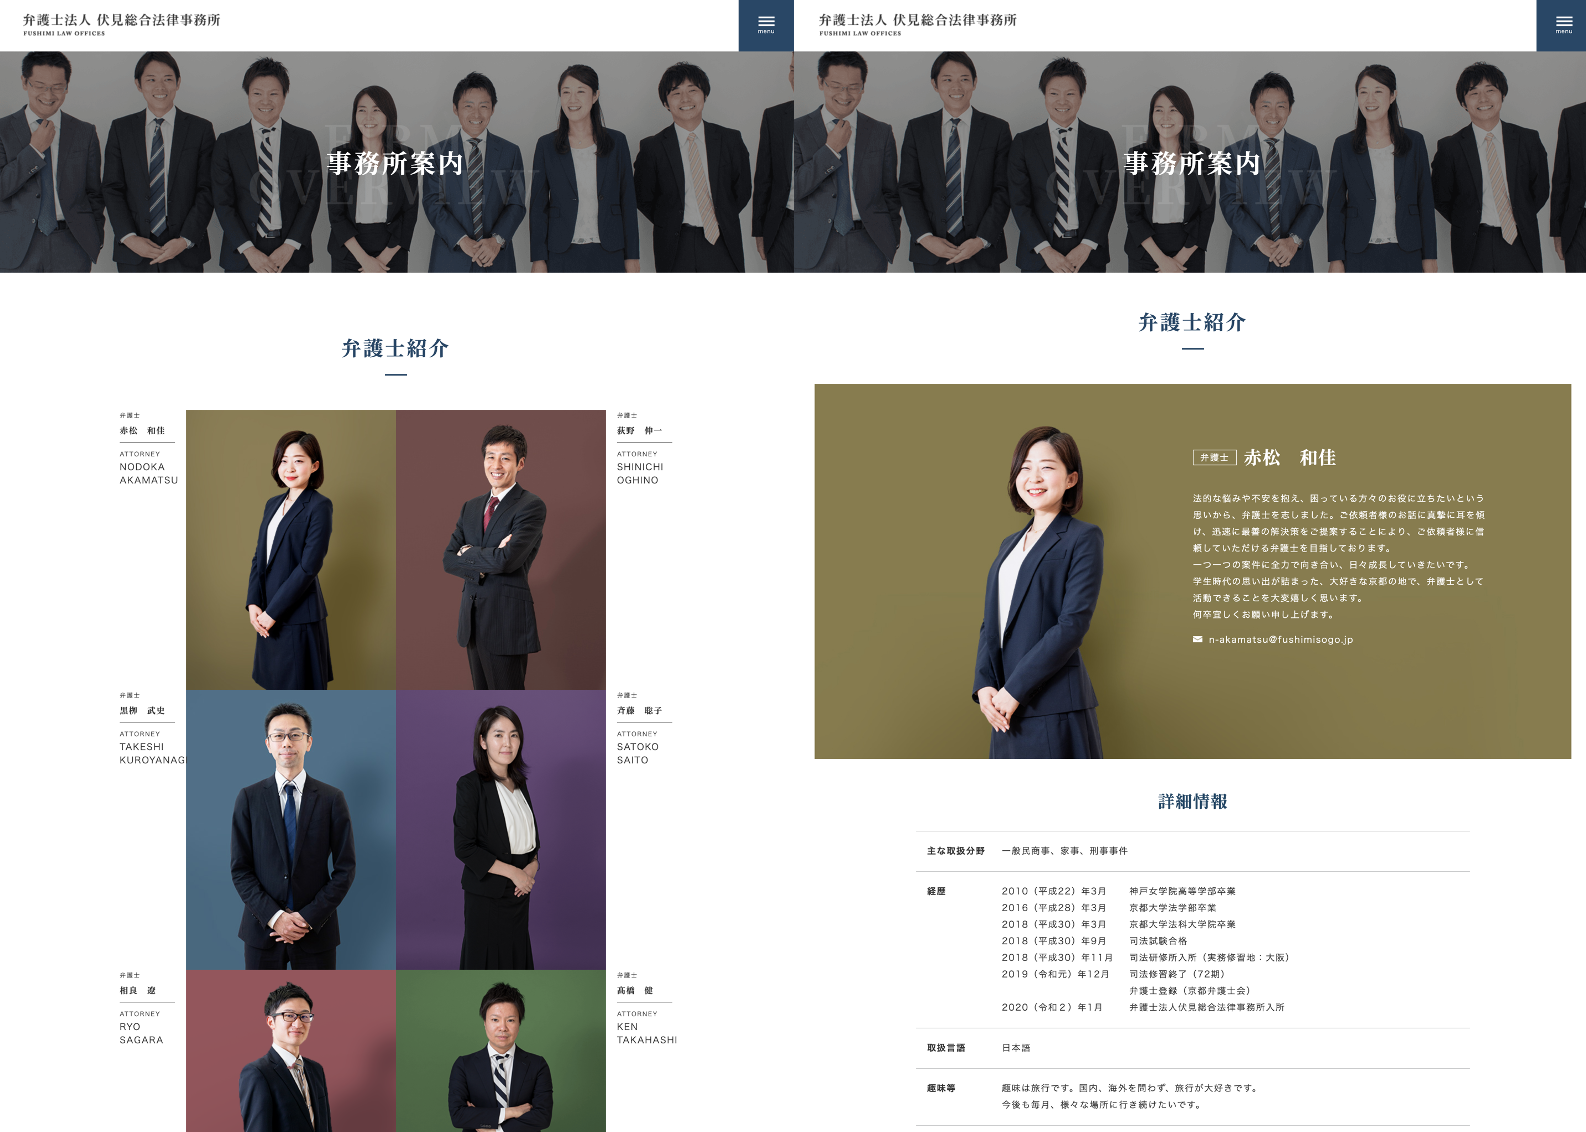 弁護士法人 伏見総合法律事務所
FUSHIMI LAW OFFICES
menu
FIRM
OVERVIEW
事務所案内
弁護士紹介
弁護士
赤松　和佳
ATTORNEY
NODOKA
AKAMATSU
弁護士
荻野　伸一
ATTORNEY
SHINICHI
OGHINO
弁護士
黒栁　武史
ATTORNEY
TAKESHI
KUROYANAG
弁護士
斉藤　聡子
ATTORNEY
SATOKO
SAITO
弁護士
相良　遼
ATTORNEY
RYO
SAGARA
弁護士
髙橋　健
ATTORNEY
KEN
TAKAHASHI
弁護士法人 伏見総合法律事務所
FUSHIMI LAW OFFICES
menu
FIRM
OVERVIEW
事務所案内
弁護士紹介
弁護士 赤松　和佳
法的な悩みや不安を抱え、困っている方々のお役に立ちたいという
思いから、弁護士を志しました。ご依頼者様のお話に真摯に耳を傾
け、迅速に最善の解決策をご提案することにより、ご依頼者様に信
頼していただける弁護士を目指しております。
一つ一つの案件に全力で向き合い、日々成長していきたいです。
学生時代の思い出が詰まった、大好きな京都の地で、弁護士として
活動できることを大変嬉しく思います。
何卒宜しくお願い申し上げます。
n-akamatsu@fushimisogo.jp
詳細情報
主な取扱分野 一般民商事、家事、刑事事件
経歴 2010（平成22）年3月 神戸女学院高等学部卒業
2016（平成28）年3月 京都大学法学部卒業
2018（平成30）年3月 京都大学法科大学院卒業
2018（平成30）年9月 司法試験合格
2018（平成30）年11月 司法研修所入所（実務修習地：大阪）
2019（令和元）年12月 司法修習終了（72期）
弁護士登録（京都弁護士会）
2020（令和２）年1月 弁護士法人伏見総合法律事務所入所
取扱言語 日本語
趣味等 趣味は旅行です。国内、海外を問わず、旅行が大好きです。
今後も毎月、様々な場所に行き続けたいです。